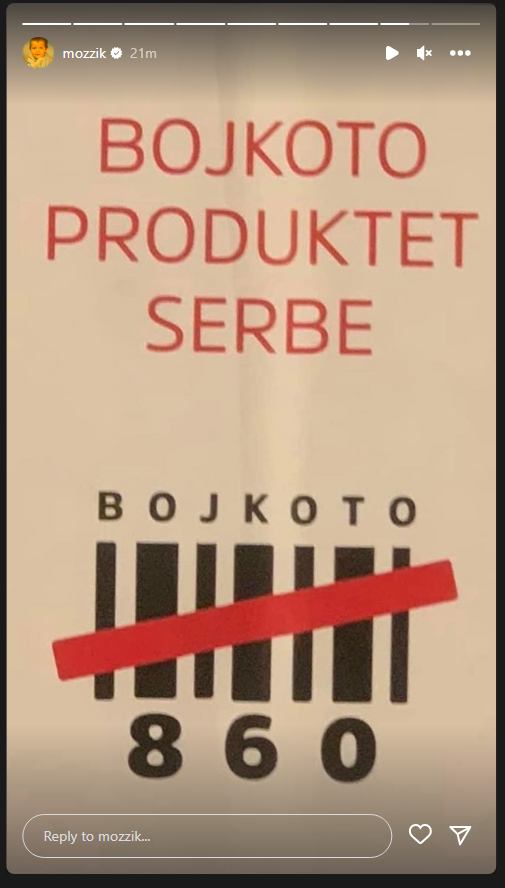 mozzik 21m
BOJKOTO
PRODUKTET
SERBE
BOJKOTO
860
Reply to mozzik...